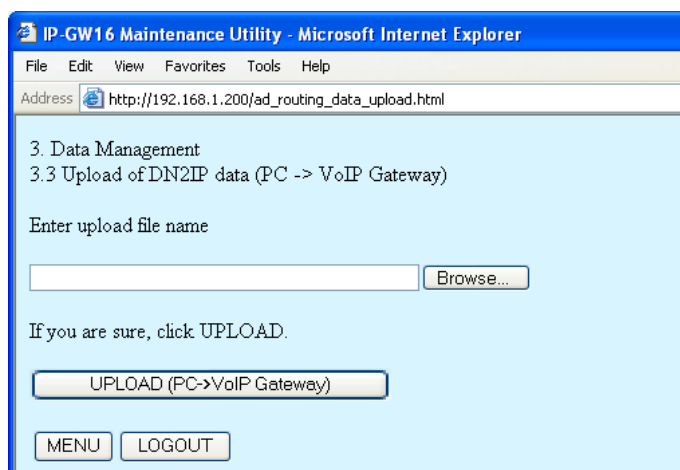 IP-GW16 Maintenance Utility - Microsoft Internet Explorer
File Edit View Favorites Tools Help
Address http://192.168.1.200/ad_routing_data_upload.html
3. Data Management
3.3 Upload of DN2IP data (PC -> VoIP Gateway)
Enter upload file name
Browse...
If you are sure, click UPLOAD.
UPLOAD (PC->VoIP Gateway)
MENU LOGOUT